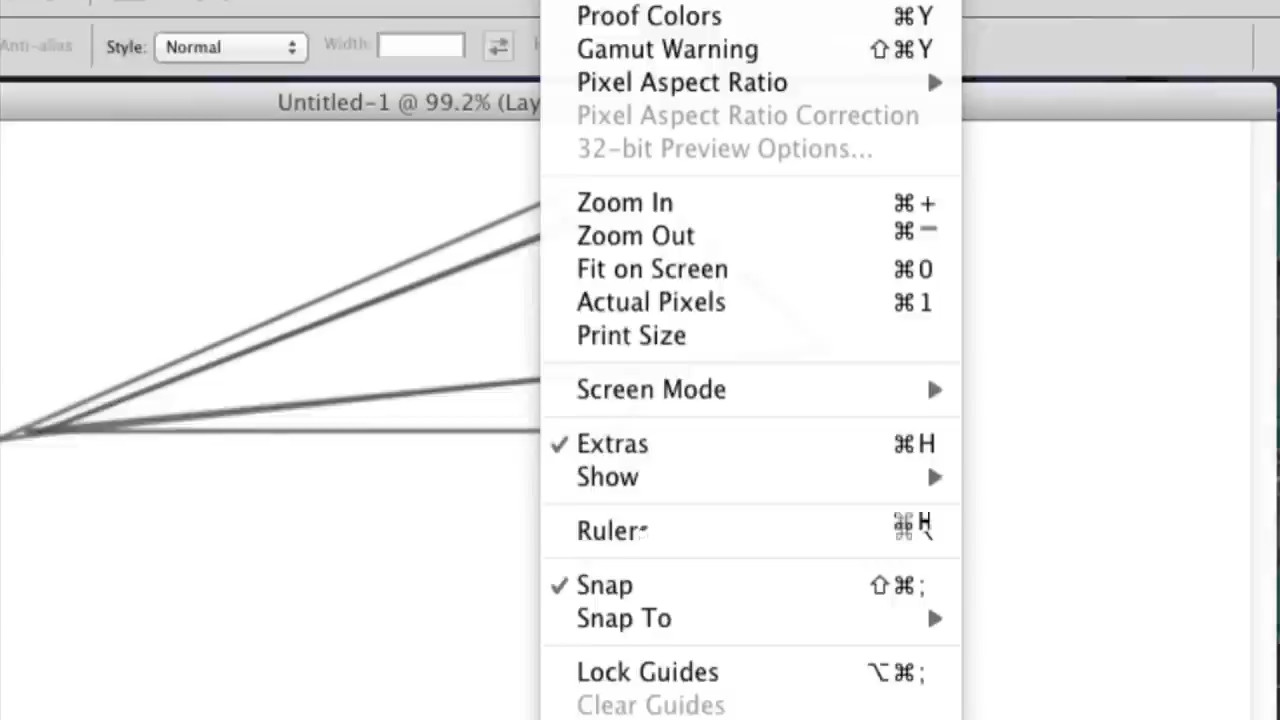 Proof Colors ⌘Y
Anti-alias Style: Normal Width:
Gamut Warning ⇧⌘Y
Pixel Aspect Ratio
Untitled-1 @ 99.2% (Lay
Pixel Aspect Ratio Correction
32-bit Preview Options...
Zoom In ⌘+
Zoom Out ⌘−
Fit on Screen ⌘0
Actual Pixels ⌘1
Print Size
Screen Mode
Extras ⌘H
Show
Rulers
Snap ⇧⌘;
Snap To
Lock Guides ⌥⌘;
Clear Guides